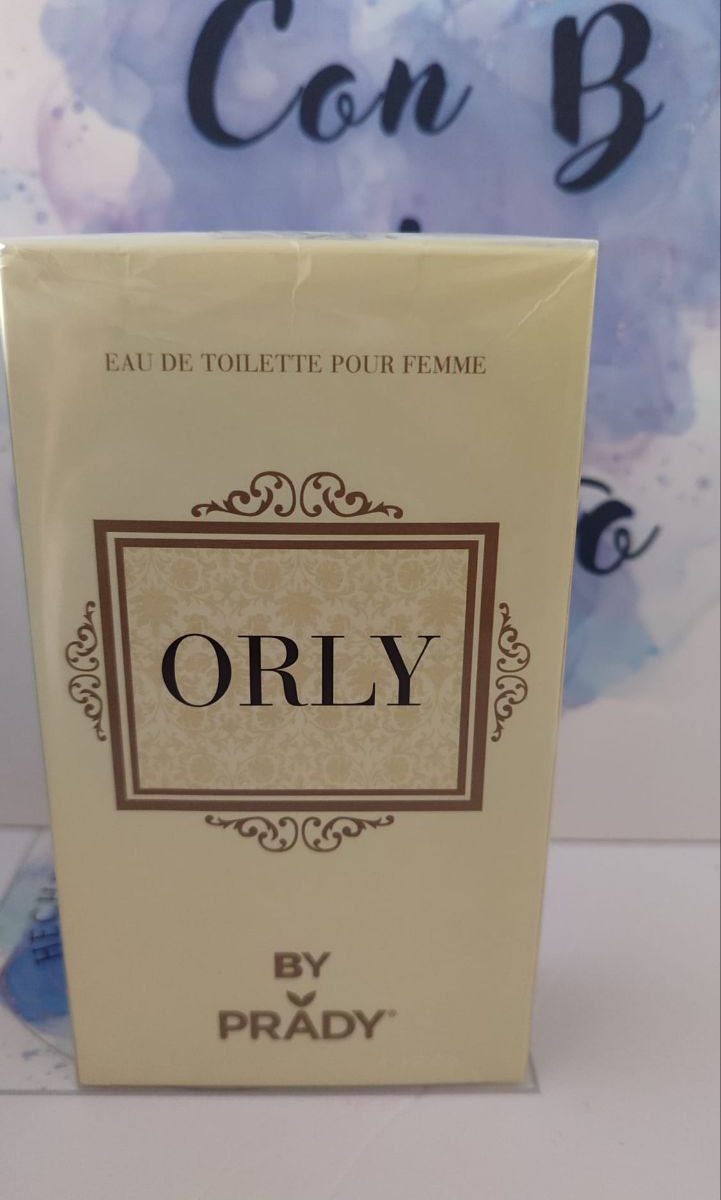 Con B
EAU DE TOILETTE POUR FEMME
ORLY
BY
PRADY®